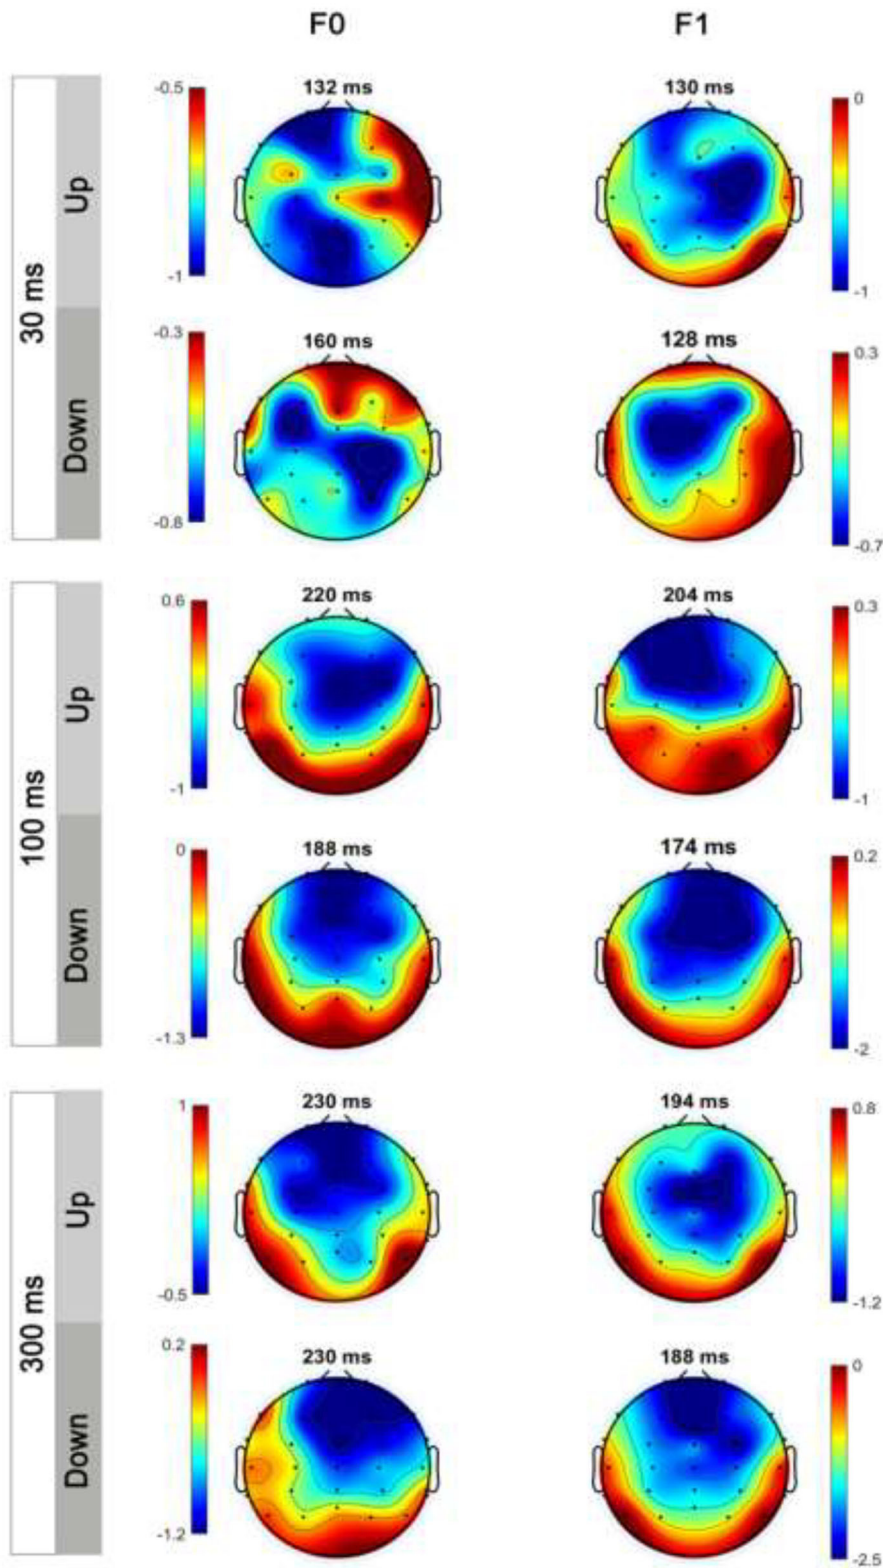 F0 F1
132 ms 130 ms
-0.5 0
-1 -1
30 ms
Up
160 ms 128 ms
-0.3 0.3
-0.8 -0.7
Down
220 ms 204 ms
0.6 0.3
-1 -1
100 ms
Up
188 ms 174 ms
0 0.2
-1.3 -2
Down
230 ms 194 ms
1 0.8
-0.5 -1.2
300 ms
Up
230 ms 188 ms
0.2 0
-1.2 -2.5
Down